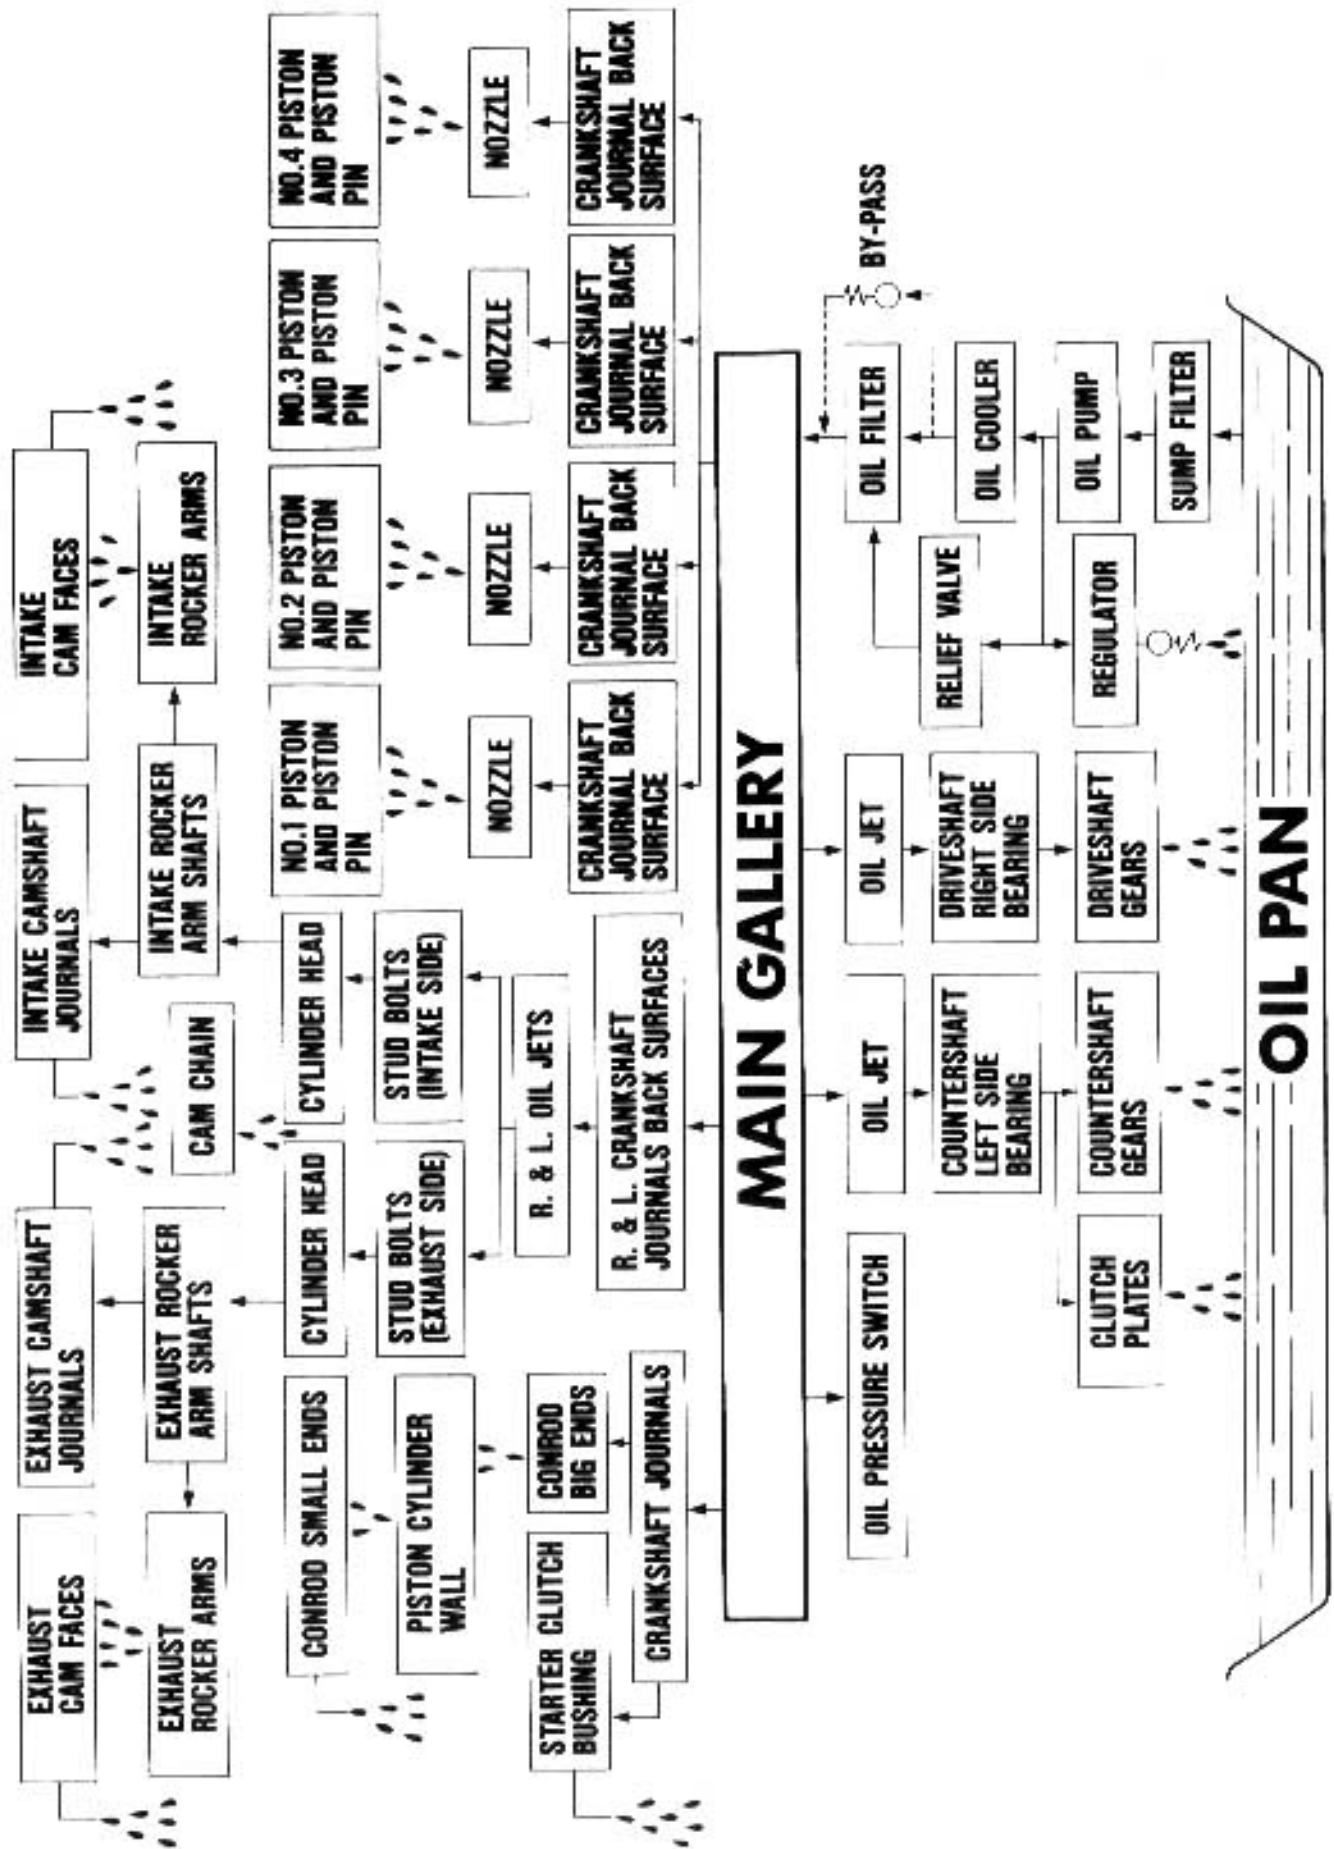 EXHAUST
CAM FACES
EXHAUST CAMSHAFT
JOURNALS
INTAKE CAMSHAFT
JOURNALS
INTAKE
CAM FACES
EXHAUST
ROCKER ARMS
EXHAUST ROCKER
ARM SHAFTS
CAM CHAIN
INTAKE ROCKER
ARM SHAFTS
INTAKE
ROCKER ARMS
CONROD SMALL ENDS
CYLINDER HEAD
CYLINDER HEAD
NO.1 PISTON
AND PISTON
PIN
NO.2 PISTON
AND PISTON
PIN
NO.3 PISTON
AND PISTON
PIN
NO.4 PISTON
AND PISTON
PIN
PISTON CYLINDER
WALL
STUD BOLTS
(EXHAUST SIDE)
STUD BOLTS
(INTAKE SIDE)
NOZZLE
NOZZLE
NOZZLE
NOZZLE
STARTER CLUTCH
BUSHING
CONROD
BIG ENDS
R. & L. OIL JETS
CRANKSHAFT
JOURNAL BACK
SURFACE
CRANKSHAFT
JOURNAL BACK
SURFACE
CRANKSHAFT
JOURNAL BACK
SURFACE
CRANKSHAFT
JOURNAL BACK
SURFACE
CRANKSHAFT JOURNALS
R. & L. CRANKSHAFT
JOURNALS BACK SURFACES
MAIN GALLERY
OIL PRESSURE SWITCH
OIL JET
OIL JET
OIL FILTER
BY-PASS
COUNTERSHAFT
LEFT SIDE
BEARING
DRIVESHAFT
RIGHT SIDE
BEARING
RELIEF VALVE
OIL COOLER
CLUTCH
PLATES
COUNTERSHAFT
GEARS
DRIVESHAFT
GEARS
REGULATOR
OIL PUMP
SUMP FILTER
OIL PAN